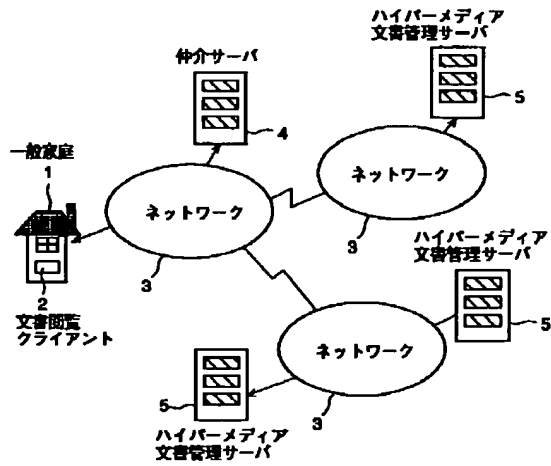 ハイパーメディア
文書管理サーバ
5
仲介サーバ
4
一般家庭
1
ネットワーク
3
ネットワーク
3
2
文書閲覧
クライアント
ハイパーメディア
文書管理サーバ
5
ネットワーク
3
5
ハイパーメディア
文書管理サーバ